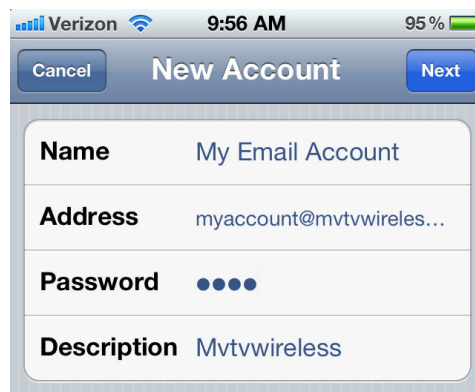 Verizon 9:56 AM 95%
Cancel New Account Next
Name My Email Account
Address myaccount@mvtvwireles...
Password ●●●●
Description Mvtvwireless